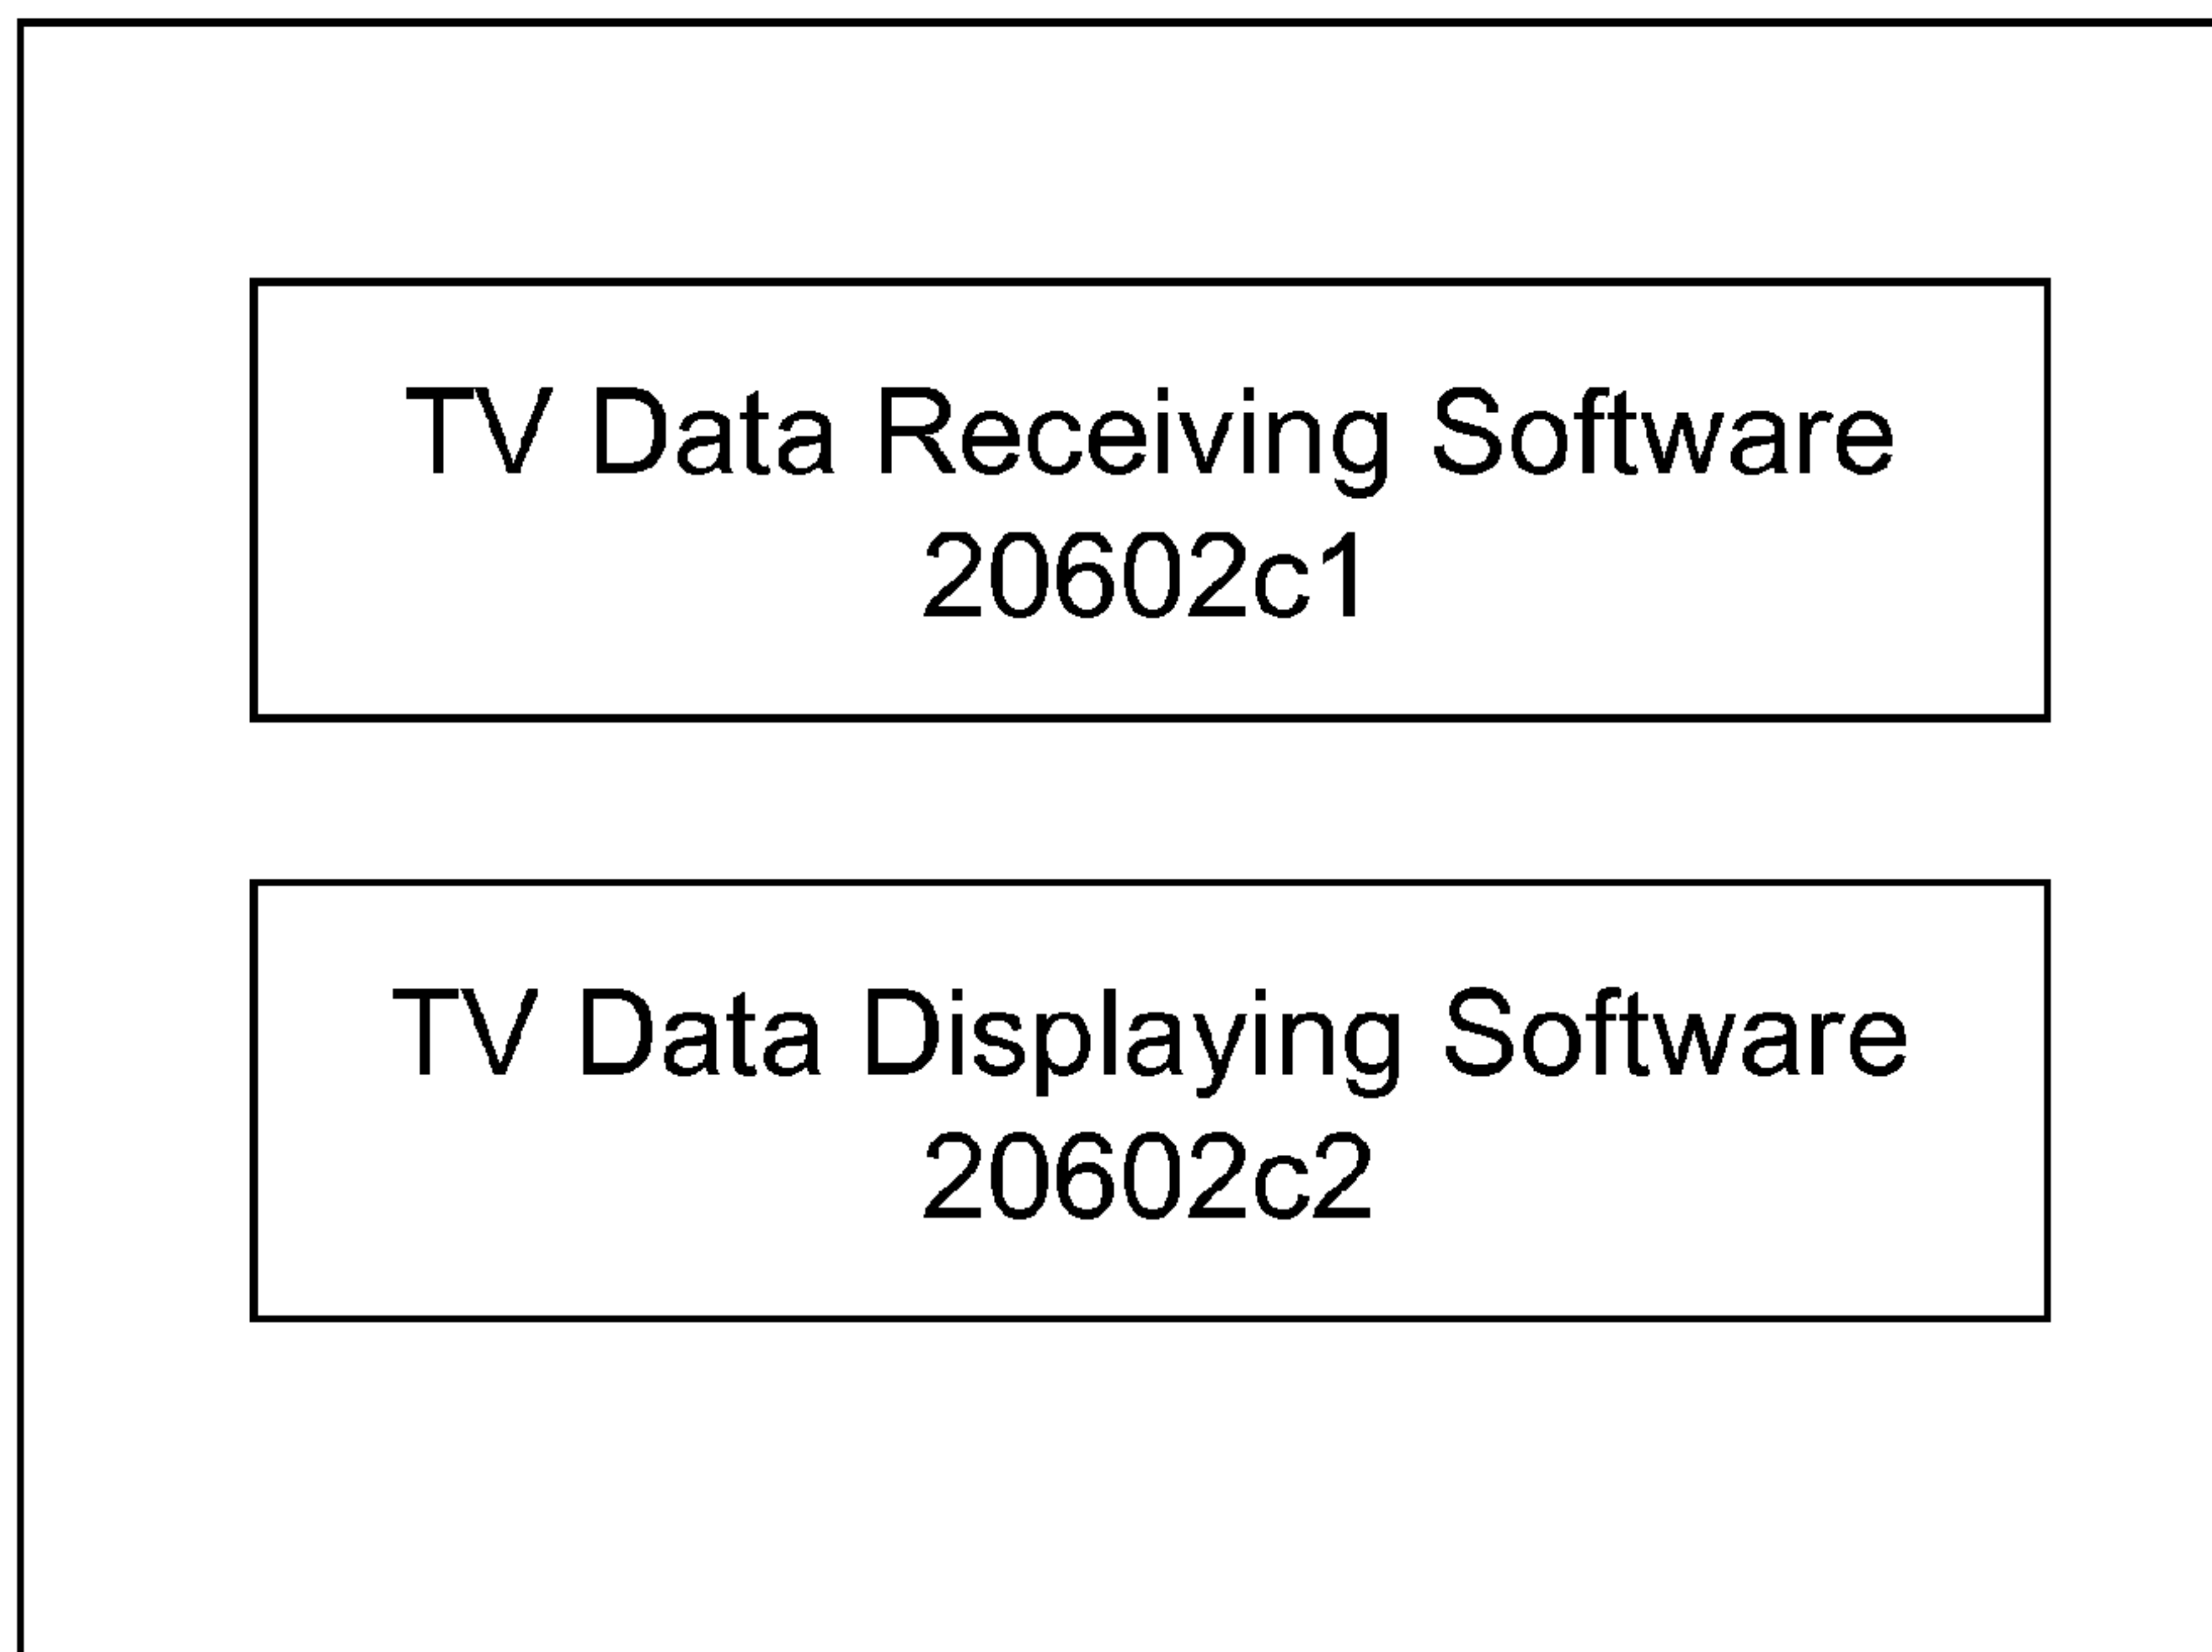 TV Data Receiving Software
20602c1
TV Data Displaying Software
20602c2